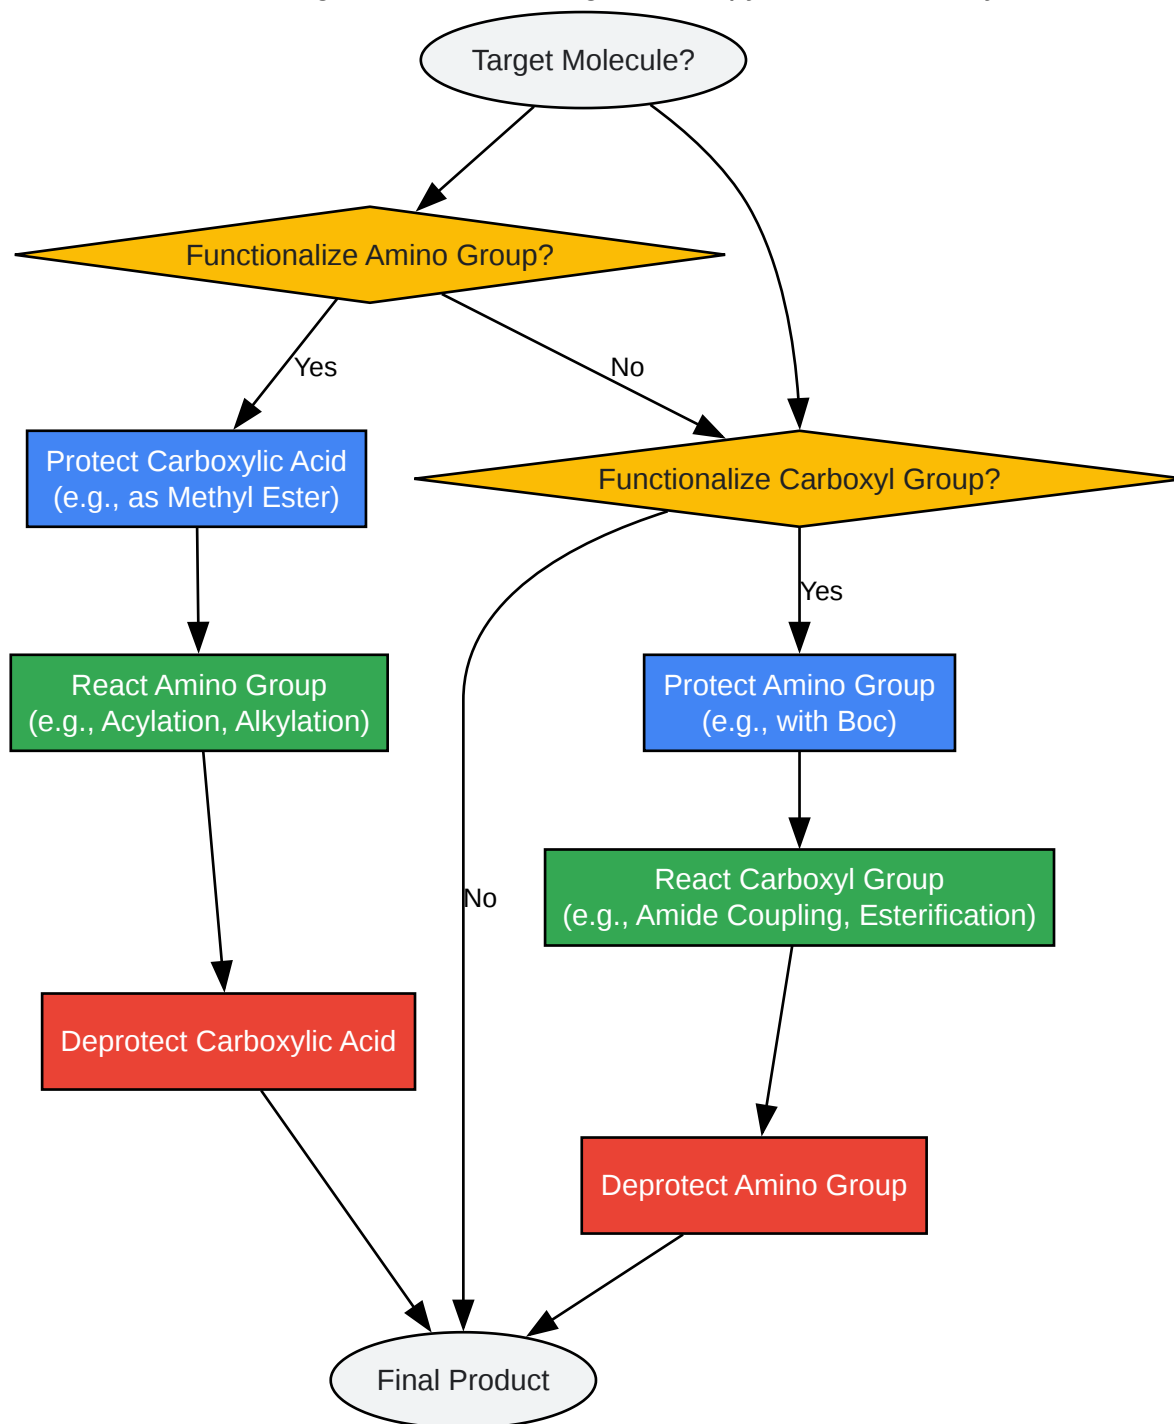 Target Molecule?
Functionalize Amino Group?
Yes
No
Protect Carboxylic Acid
(e.g., as Methyl Ester)
Functionalize Carboxyl Group?
Yes
React Amino Group
(e.g., Acylation, Alkylation)
Protect Amino Group
(e.g., with Boc)
No
React Carboxyl Group
(e.g., Amide Coupling, Esterification)
Deprotect Carboxylic Acid
Deprotect Amino Group
Final Product